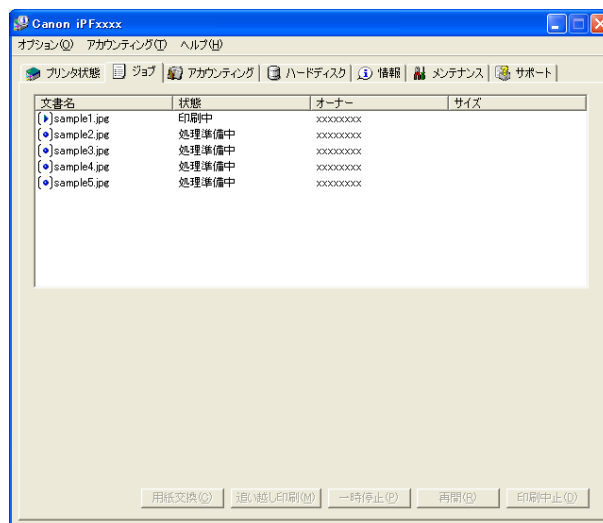 Canon iPFxxxx
オプション(O) アカウンティング(T) ヘルプ(H)
プリンタ状態 ジョブ アカウンティング ハードディスク 情報 メンテナンス サポート
文書名 状態 オーナー サイズ
sample1.jpg 印刷中 xxxxxxxx
sample2.jpg 処理準備中 xxxxxxxx
sample3.jpg 処理準備中 xxxxxxxx
sample4.jpg 処理準備中 xxxxxxxx
sample5.jpg 処理準備中 xxxxxxxx
用紙交換(C) 追い越し印刷(M) 一時停止(P) 再開(R) 印刷中止(D)